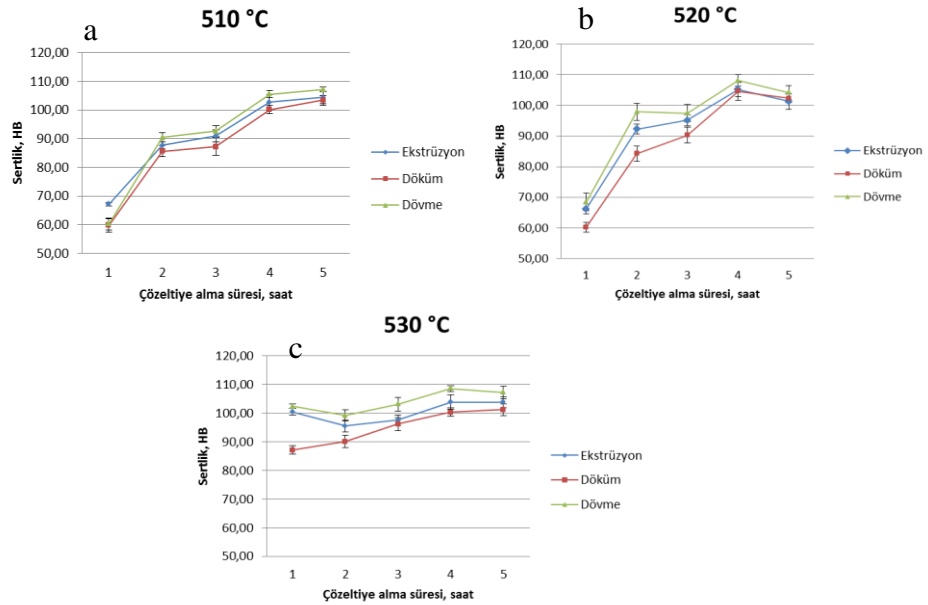 a
510 °C
120,00
110,00
100,00
90,00
80,00
70,00
60,00
50,00
Sertlik, HB
1 2 3 4 5
Çözeltiye alma süresi, saat
Ekstrüzyon
Döküm
Dövme
b
520 °C
120,00
110,00
100,00
90,00
80,00
70,00
60,00
50,00
Sertlik, HB
1 2 3 4 5
Çözeltiye alma süresi, saat
Ekstrüzyon
Döküm
Dövme
c
530 °C
120,00
110,00
100,00
90,00
80,00
70,00
60,00
50,00
Sertlik, HB
1 2 3 4 5
Çözeltiye alma süresi, saat
Ekstrüzyon
Döküm
Dövme